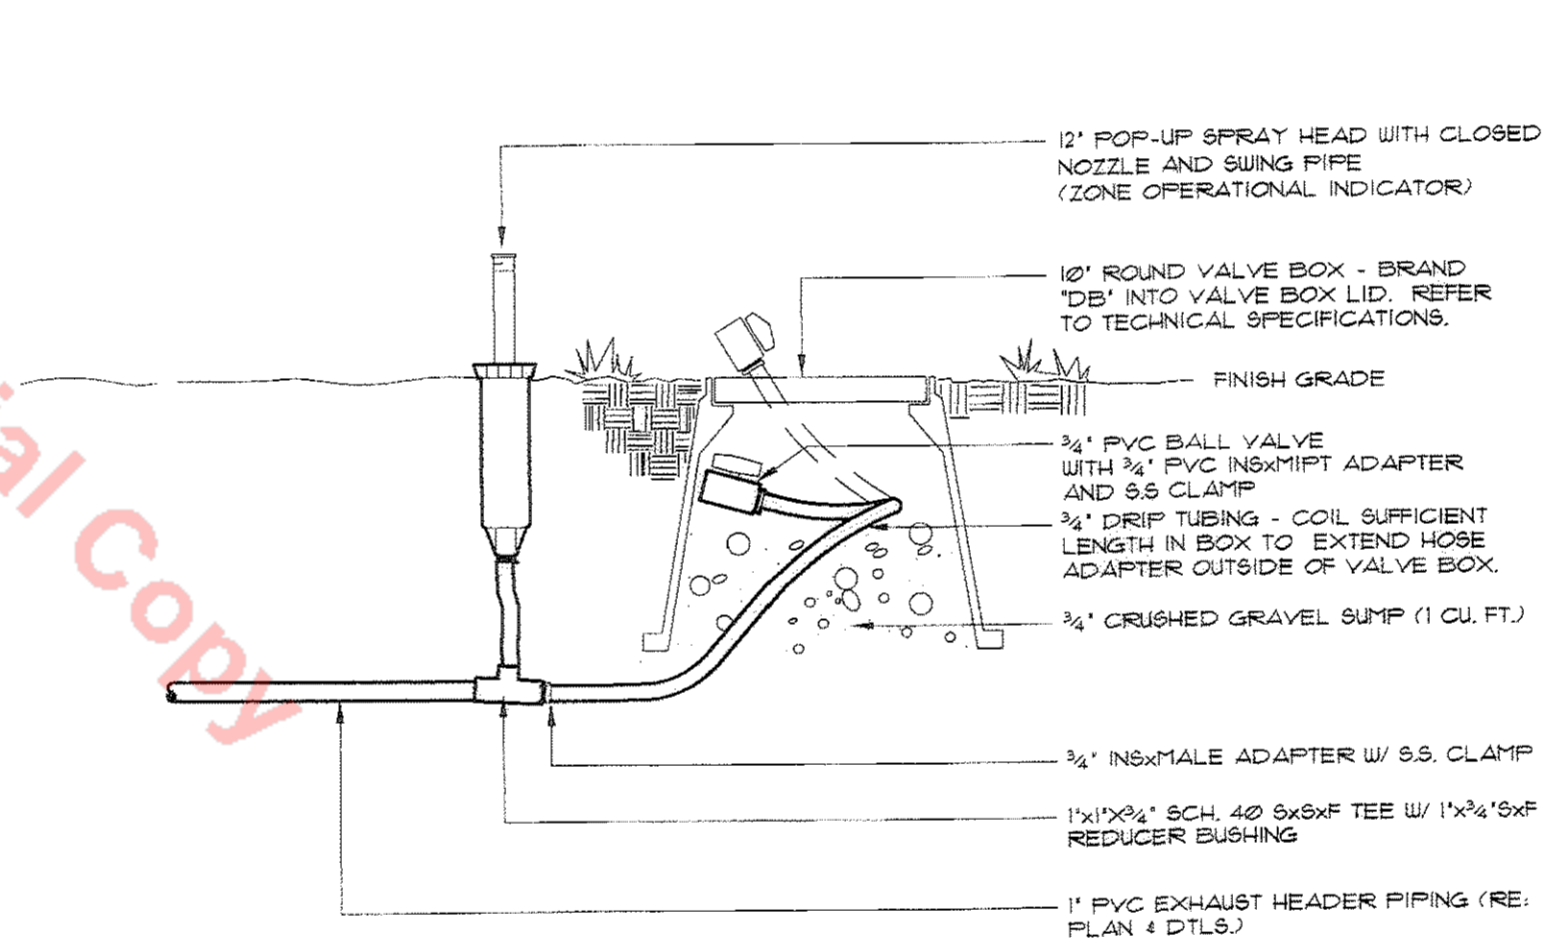 12" POP-UP SPRAY HEAD WITH CLOSED
NOZZLE AND SWING PIPE
(ZONE OPERATIONAL INDICATOR)
10" ROUND VALVE BOX - BRAND
"DB" INTO VALVE BOX LID. REFER
TO TECHNICAL SPECIFICATIONS.
FINISH GRADE
3/4" PVC BALL VALVE
WITH 3/4" PVC INSxMIPT ADAPTER
AND S.S CLAMP
3/4" DRIP TUBING - COIL SUFFICIENT
LENGTH IN BOX TO EXTEND HOSE
ADAPTER OUTSIDE OF VALVE BOX.
3/4" CRUSHED GRAVEL SUMP (1 CU. FT.)
3/4" INSxMALE ADAPTER W/ S.S. CLAMP
1"x1"X3/4" SCH. 40 SxSxF TEE W/ 1"x3/4"SxF
REDUCER BUSHING
1" PVC EXHAUST HEADER PIPING (RE:
PLAN & DTLS.)
Copy